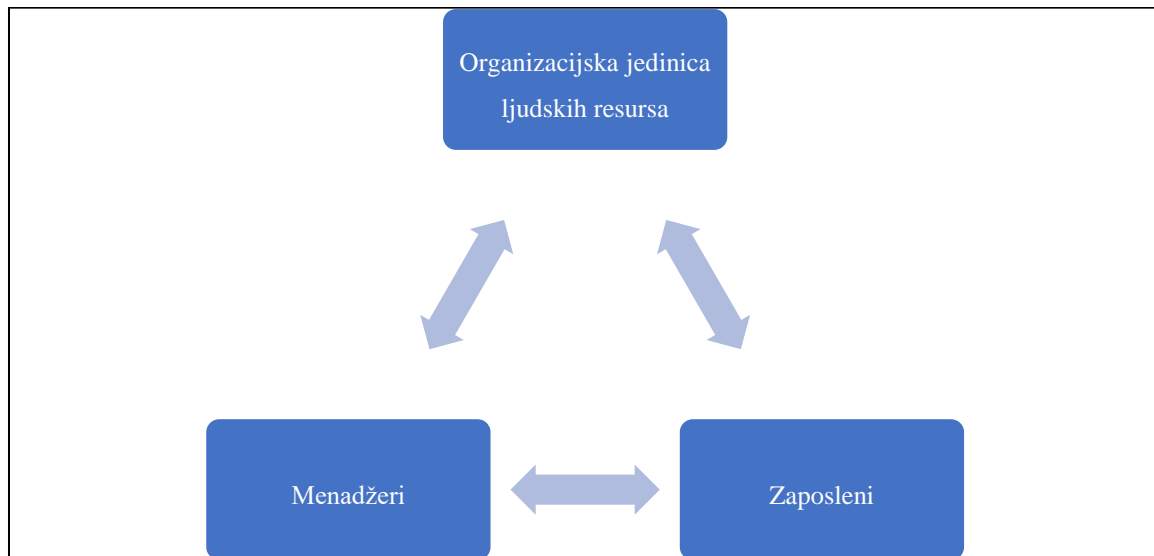 Organizacijska jedinica
ljudskih resursa
Menadžeri
Zaposleni